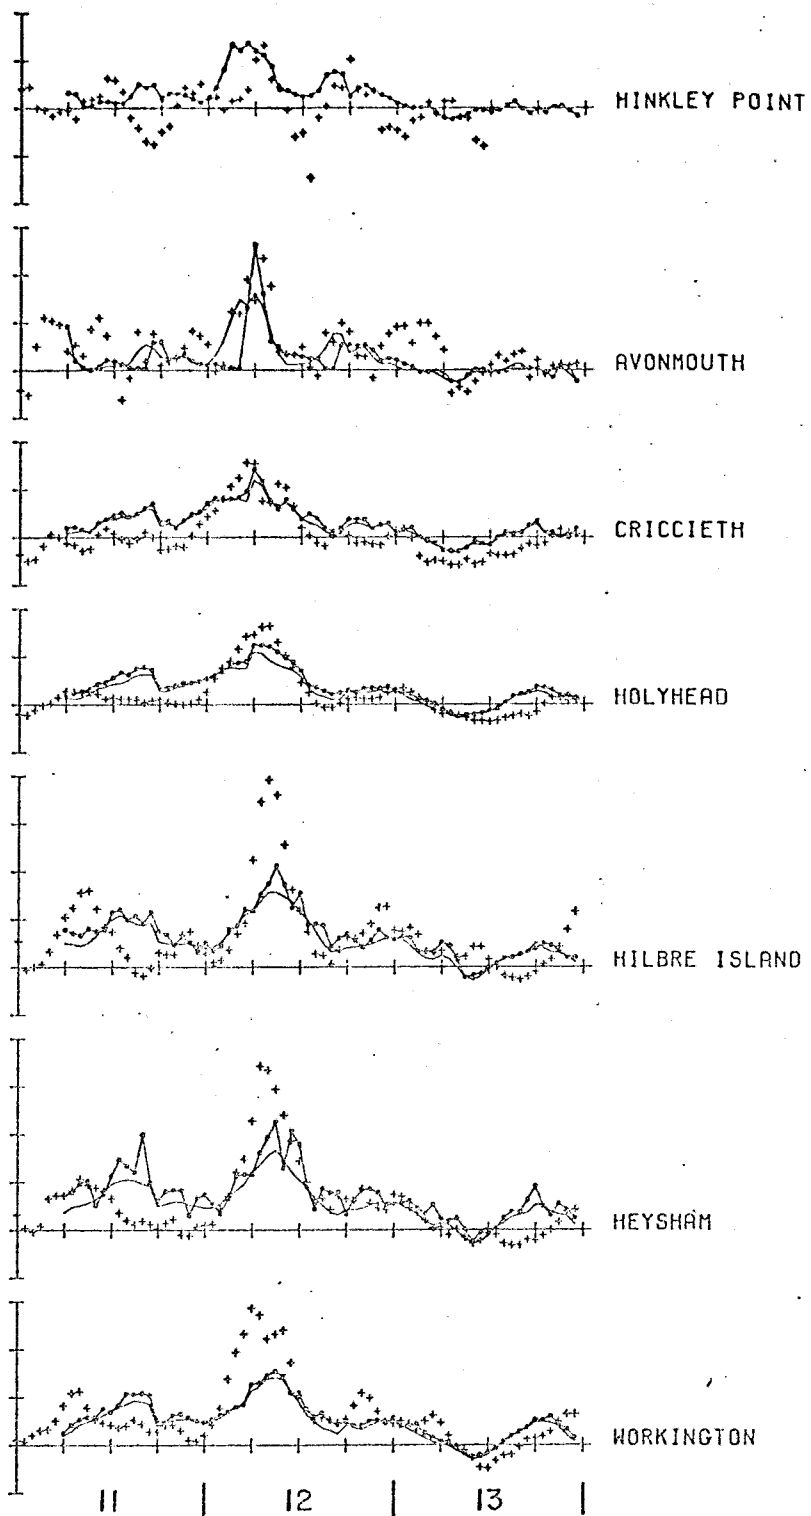 HINKLEY POINT
AVONMOUTH
CRICCIETH
HOLYHEAD
HILBRE ISLAND
HEYSHAM
WORKINGTON
11 | 12 | 13 |